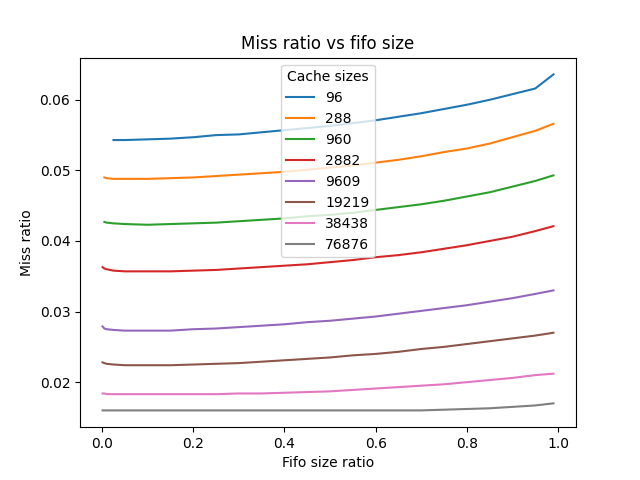 Miss ratio vs fifo size
Cache sizes
96
288
960
2882
9609
19219
38438
76876
0.06
0.05
0.04
0.03
0.02
Miss ratio
0.0 0.2 0.4 0.6 0.8 1.0
Fifo size ratio